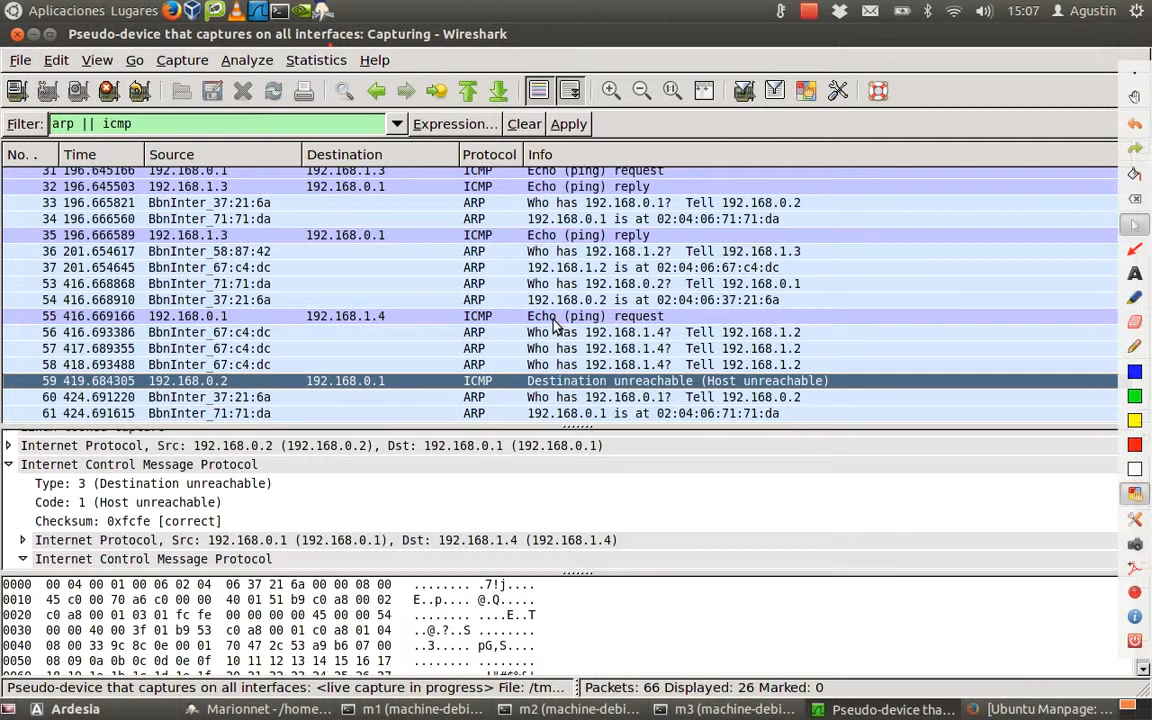 Aplicaciones Lugares 15:07 Agustin
Pseudo-device that captures on all interfaces: Capturing - Wireshark
File Edit View Go Capture Analyze Statistics Help
Filter: arp || icmp Expression... Clear Apply
No. . Time Source Destination Protocol Info
31 196.645166 192.168.0.1 192.168.1.3 ICMP Echo (ping) request
32 196.645503 192.168.1.3 192.168.0.1 ICMP Echo (ping) reply
33 196.665821 BbnInter_37:21:6a ARP Who has 192.168.0.1? Tell 192.168.0.2
34 196.666560 BbnInter_71:71:da ARP 192.168.0.1 is at 02:04:06:71:71:da
35 196.666589 192.168.1.3 192.168.0.1 ICMP Echo (ping) reply
36 201.654617 BbnInter_58:87:42 ARP Who has 192.168.1.2? Tell 192.168.1.3
37 201.654645 BbnInter_67:c4:dc ARP 192.168.1.2 is at 02:04:06:67:c4:dc
53 416.668868 BbnInter_71:71:da ARP Who has 192.168.0.2? Tell 192.168.0.1
54 416.668910 BbnInter_37:21:6a ARP 192.168.0.2 is at 02:04:06:37:21:6a
55 416.669166 192.168.0.1 192.168.1.4 ICMP Echo (ping) request
56 416.693386 BbnInter_67:c4:dc ARP Who has 192.168.1.4? Tell 192.168.1.2
57 417.689355 BbnInter_67:c4:dc ARP Who has 192.168.1.4? Tell 192.168.1.2
58 418.693488 BbnInter_67:c4:dc ARP Who has 192.168.1.4? Tell 192.168.1.2
59 419.684305 192.168.0.2 192.168.0.1 ICMP Destination unreachable (Host unreachable)
60 424.691220 BbnInter_37:21:6a ARP Who has 192.168.0.1? Tell 192.168.0.2
61 424.691615 BbnInter_71:71:da ARP 192.168.0.1 is at 02:04:06:71:71:da
Internet Protocol, Src: 192.168.0.2 (192.168.0.2), Dst: 192.168.0.1 (192.168.0.1)
Internet Control Message Protocol
Type: 3 (Destination unreachable)
Code: 1 (Host unreachable)
Checksum: 0xfcfe [correct]
Internet Protocol, Src: 192.168.0.1 (192.168.0.1), Dst: 192.168.1.4 (192.168.1.4)
Internet Control Message Protocol
0000 00 04 00 01 00 06 02 04 06 37 21 6a 00 00 08 00 ........ .7!j....
0010 45 c0 00 70 a6 c0 00 00 40 01 51 b9 c0 a8 00 02 E..p.... @.Q.....
0020 c0 a8 00 01 03 01 fc fe 00 00 00 00 45 00 00 54 ........ ....E..T
0030 00 00 40 00 3f 01 b9 53 c0 a8 00 01 c0 a8 01 04 ..@.?..S ........
0040 08 00 33 9c 8c 0e 00 01 70 47 2c 53 a9 b6 07 00 ..3..... pG,S....
0050 08 09 0a 0b 0c 0d 0e 0f 10 11 12 13 14 15 16 17 ........ ........
Pseudo-device that captures on all interfaces: <live capture in progress> File: /tm... Packets: 66 Displayed: 26 Marked: 0
Ardesia Marionnet - /home... m1 (machine-debi... m2 (machine-debi... m3 (machine-debi... Pseudo-device tha... [Ubuntu Manpage: ...